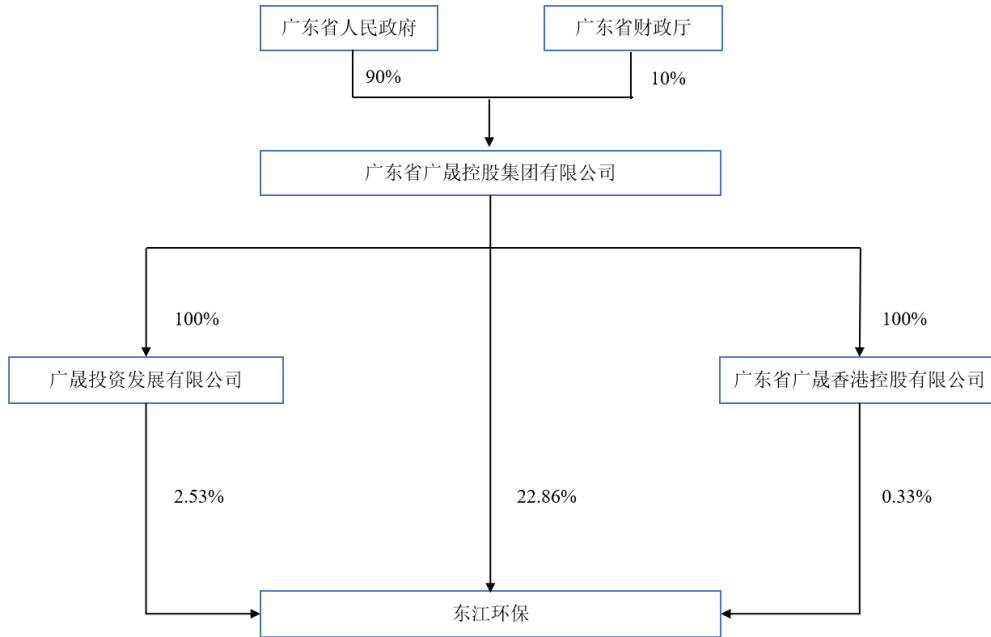 广东省人民政府
广东省财政厅
90%
10%
广东省广晟控股集团有限公司
100%
100%
广晟投资发展有限公司
广东省广晟香港控股有限公司
2.53%
22.86%
0.33%
东江环保